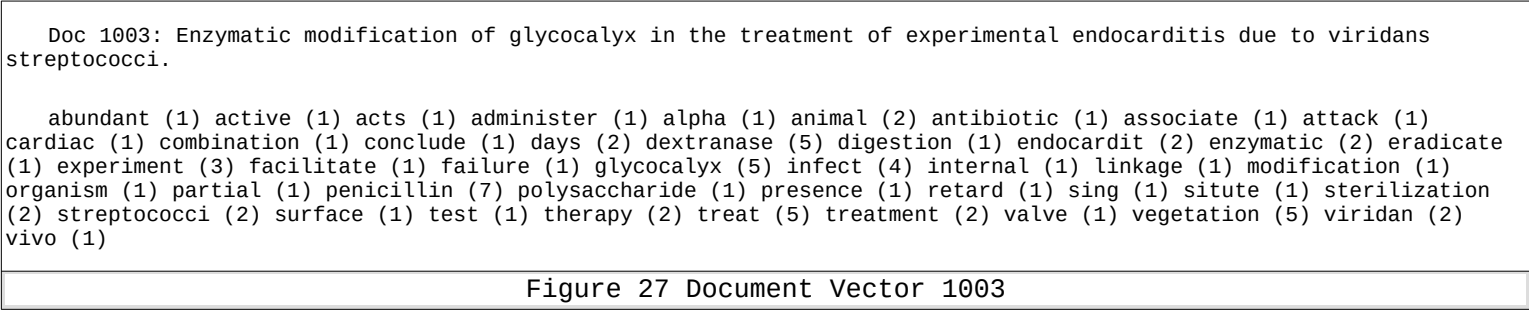 Doc 1003: Enzymatic modification of glycocalyx in the treatment of experimental endocarditis due to viridans
streptococci.
abundant (1) active (1) acts (1) administer (1) alpha (1) animal (2) antibiotic (1) associate (1) attack (1)
cardiac (1) combination (1) conclude (1) days (2) dextranase (5) digestion (1) endocardit (2) enzymatic (2) eradicate
(1) experiment (3) facilitate (1) failure (1) glycocalyx (5) infect (4) internal (1) linkage (1) modification (1)
organism (1) partial (1) penicillin (7) polysaccharide (1) presence (1) retard (1) sing (1) situte (1) sterilization
(2) streptococci (2) surface (1) test (1) therapy (2) treat (5) treatment (2) valve (1) vegetation (5) viridan (2)
vivo (1)
Figure 27 Document Vector 1003